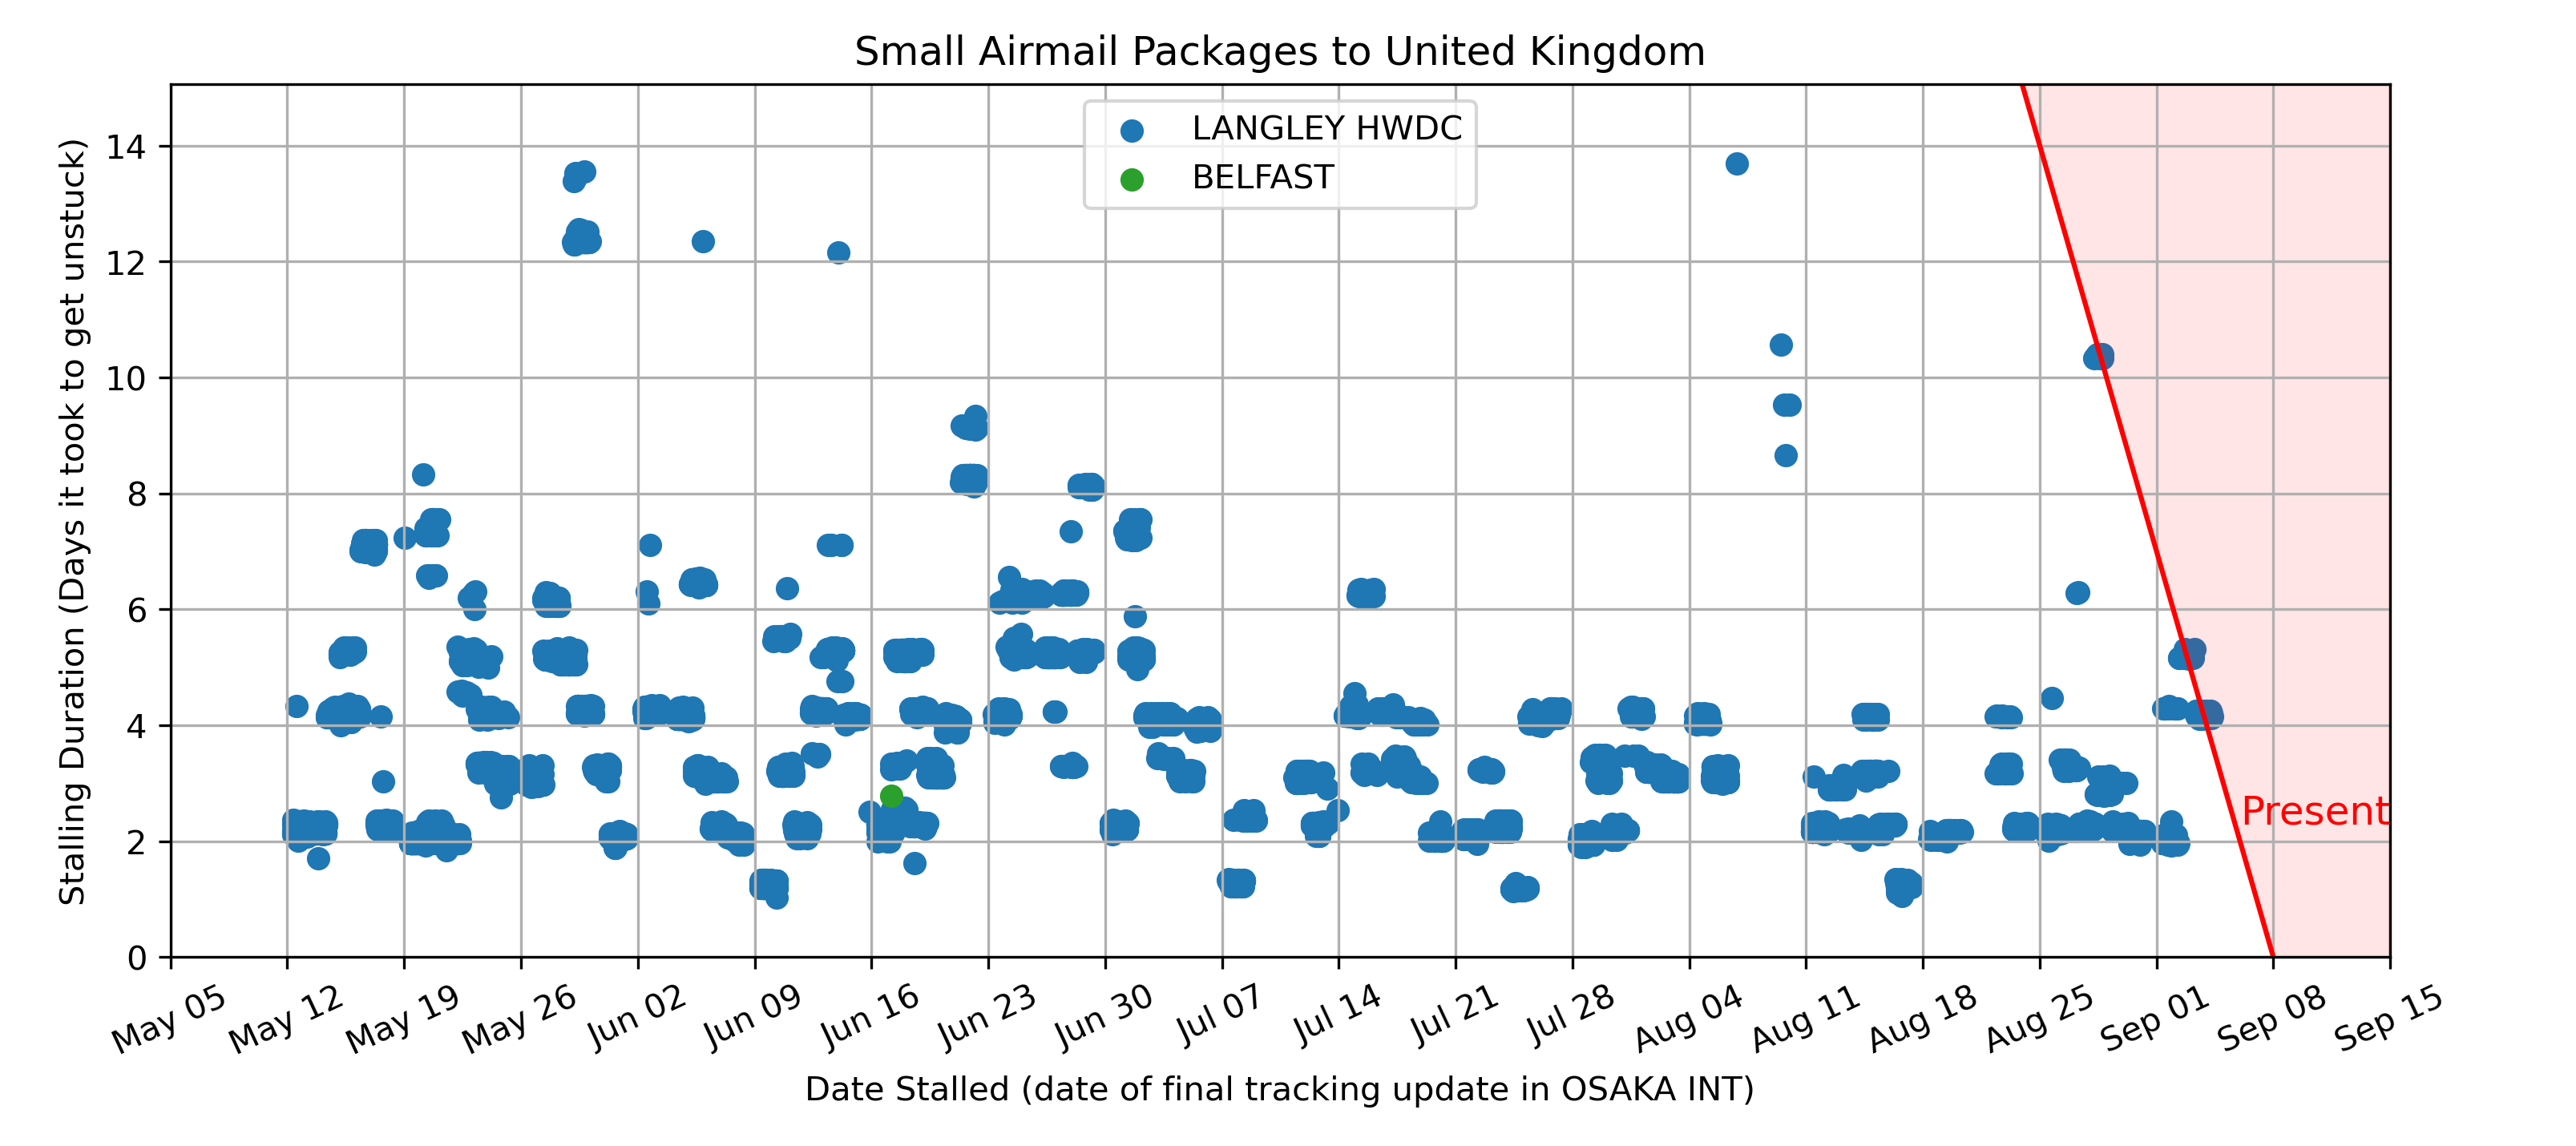 Small Airmail Packages to United Kingdom
LANGLEY HWDC
BELFAST
Stalling Duration (Days it took to get unstuck)
14
12
10
8
6
4
2
0
Present
May 05
May 12
May 19
May 26
Jun 02
Jun 09
Jun 16
Jun 23
Jun 30
Jul 07
Jul 14
Jul 21
Jul 28
Aug 04
Aug 11
Aug 18
Aug 25
Sep 01
Sep 08
Sep 15
Date Stalled (date of final tracking update in OSAKA INT)